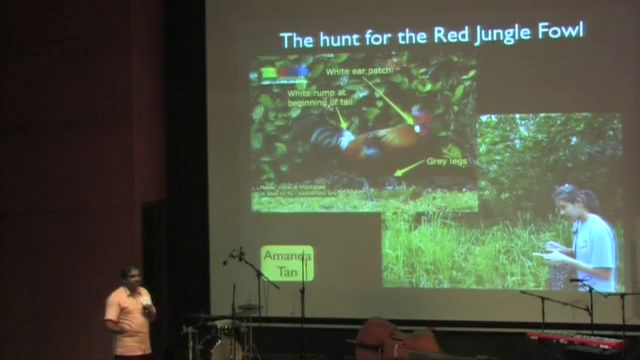 The hunt for the Red Jungle Fowl
White ear patch
White rump at
beginning of tail
Grey legs
Amanda
Tan